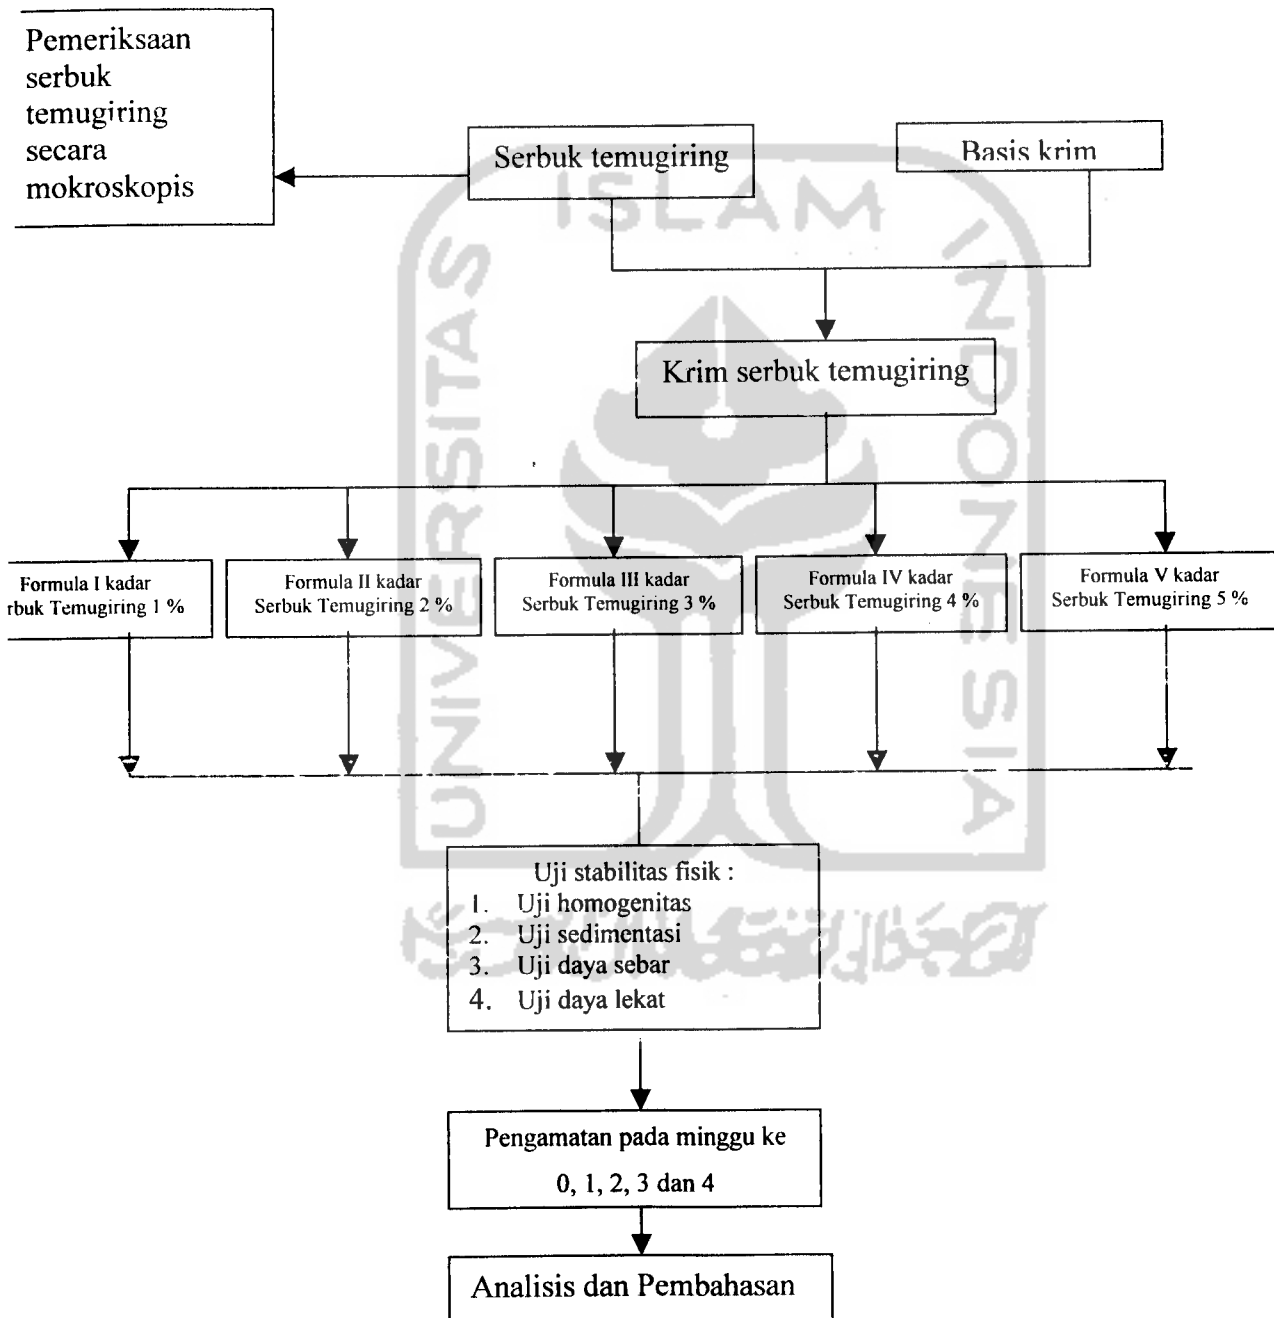 Pemeriksaan
serbuk
temugiring
secara
mokroskopis
Serbuk temugiring
Basis krim
Krim serbuk temugiring
Formula I kadar
rbuk Temugiring 1 %
Formula II kadar
Serbuk Temugiring 2 %
Formula III kadar
Serbuk Temugiring 3 %
Formula IV kadar
Serbuk Temugiring 4 %
Formula V kadar
Serbuk Temugiring 5 %
Uji stabilitas fisik :
1. Uji homogenitas
2. Uji sedimentasi
3. Uji daya sebar
4. Uji daya lekat
Pengamatan pada minggu ke
0, 1, 2, 3 dan 4
Analisis dan Pembahasan
UNIVERSITAS
ISLAM
INDONESIA